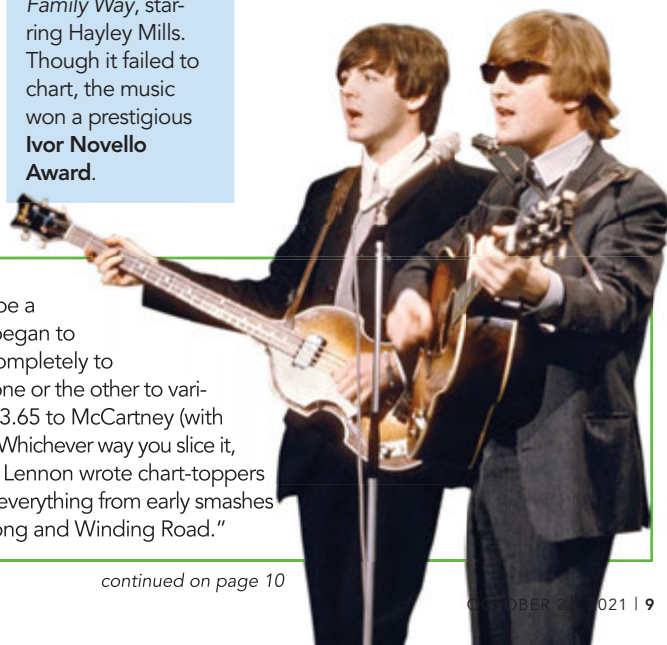 Family Way, star-
ring Hayley Mills.
Though it failed to
chart, the music
won a prestigious
Ivor Novello
Award.
be a
began to
ompletely to
one or the other to vari-
3.65 to McCartney (with
Whichever way you slice it,
Lennon wrote chart-toppers
everything from early smashes
ong and Winding Road."
continued on page 10
2021 | 9